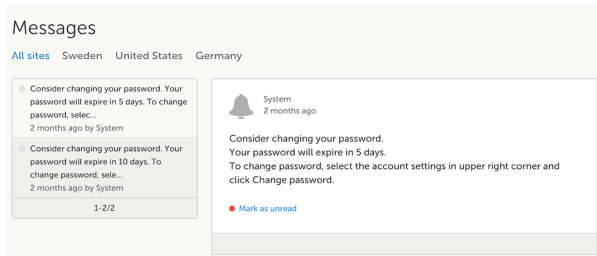 Messages
All sites Sweden United States Germany
Consider changing your password. Your
password will expire in 5 days. To change
password, selec...
2 months ago by System
Consider changing your password. Your
password will expire in 10 days. To
change password, sele...
2 months ago by System
1-2/2
System
2 months ago
Consider changing your password.
Your password will expire in 5 days.
To change password, select the account settings in upper right corner and
click Change password.
Mark as unread